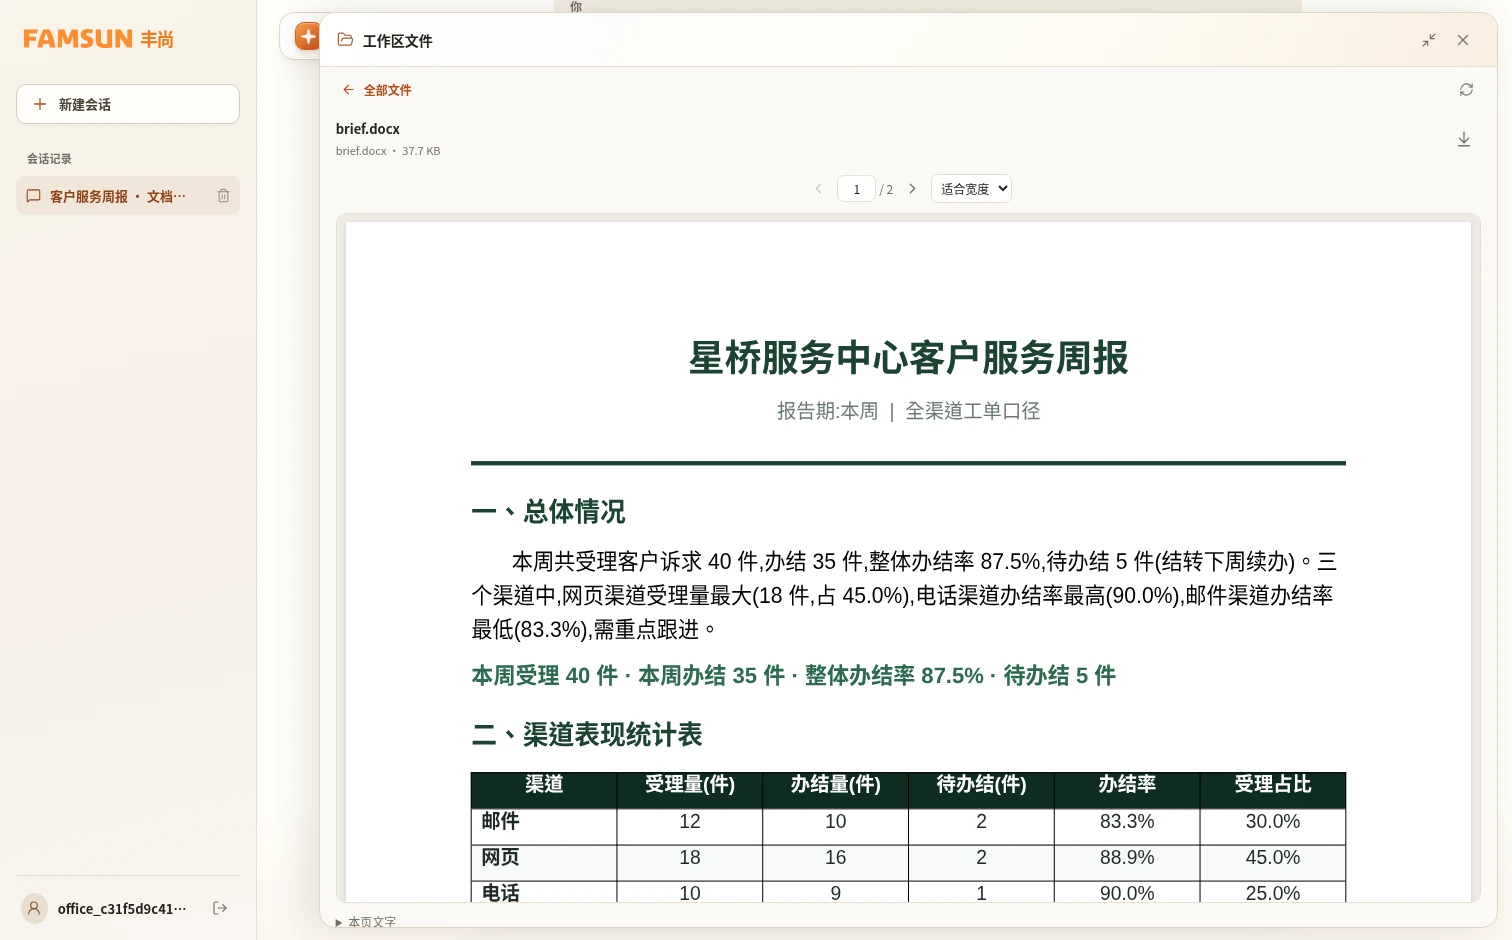 你
FAMSUN 丰尚
工作区文件
全部文件
新建会话
brief.docx
brief.docx • 37.7 KB
会话记录
客户服务周报 · 文档…
1 / 2 适合宽度
星桥服务中心客户服务周报
报告期:本周 | 全渠道工单口径
一、总体情况
本周共受理客户诉求 40 件,办结 35 件,整体办结率 87.5%,待办结 5 件(结转下周续办)。三
个渠道中,网页渠道受理量最大(18 件,占 45.0%),电话渠道办结率最高(90.0%),邮件渠道办结率
最低(83.3%),需重点跟进。
本周受理 40 件 · 本周办结 35 件 · 整体办结率 87.5% · 待办结 5 件
二、渠道表现统计表
渠道 受理量(件) 办结量(件) 待办结(件) 办结率 受理占比
邮件 12 10 2 83.3% 30.0%
网页 18 16 2 88.9% 45.0%
电话 10 9 1 90.0% 25.0%
office_c31f5d9c41…
本页文字